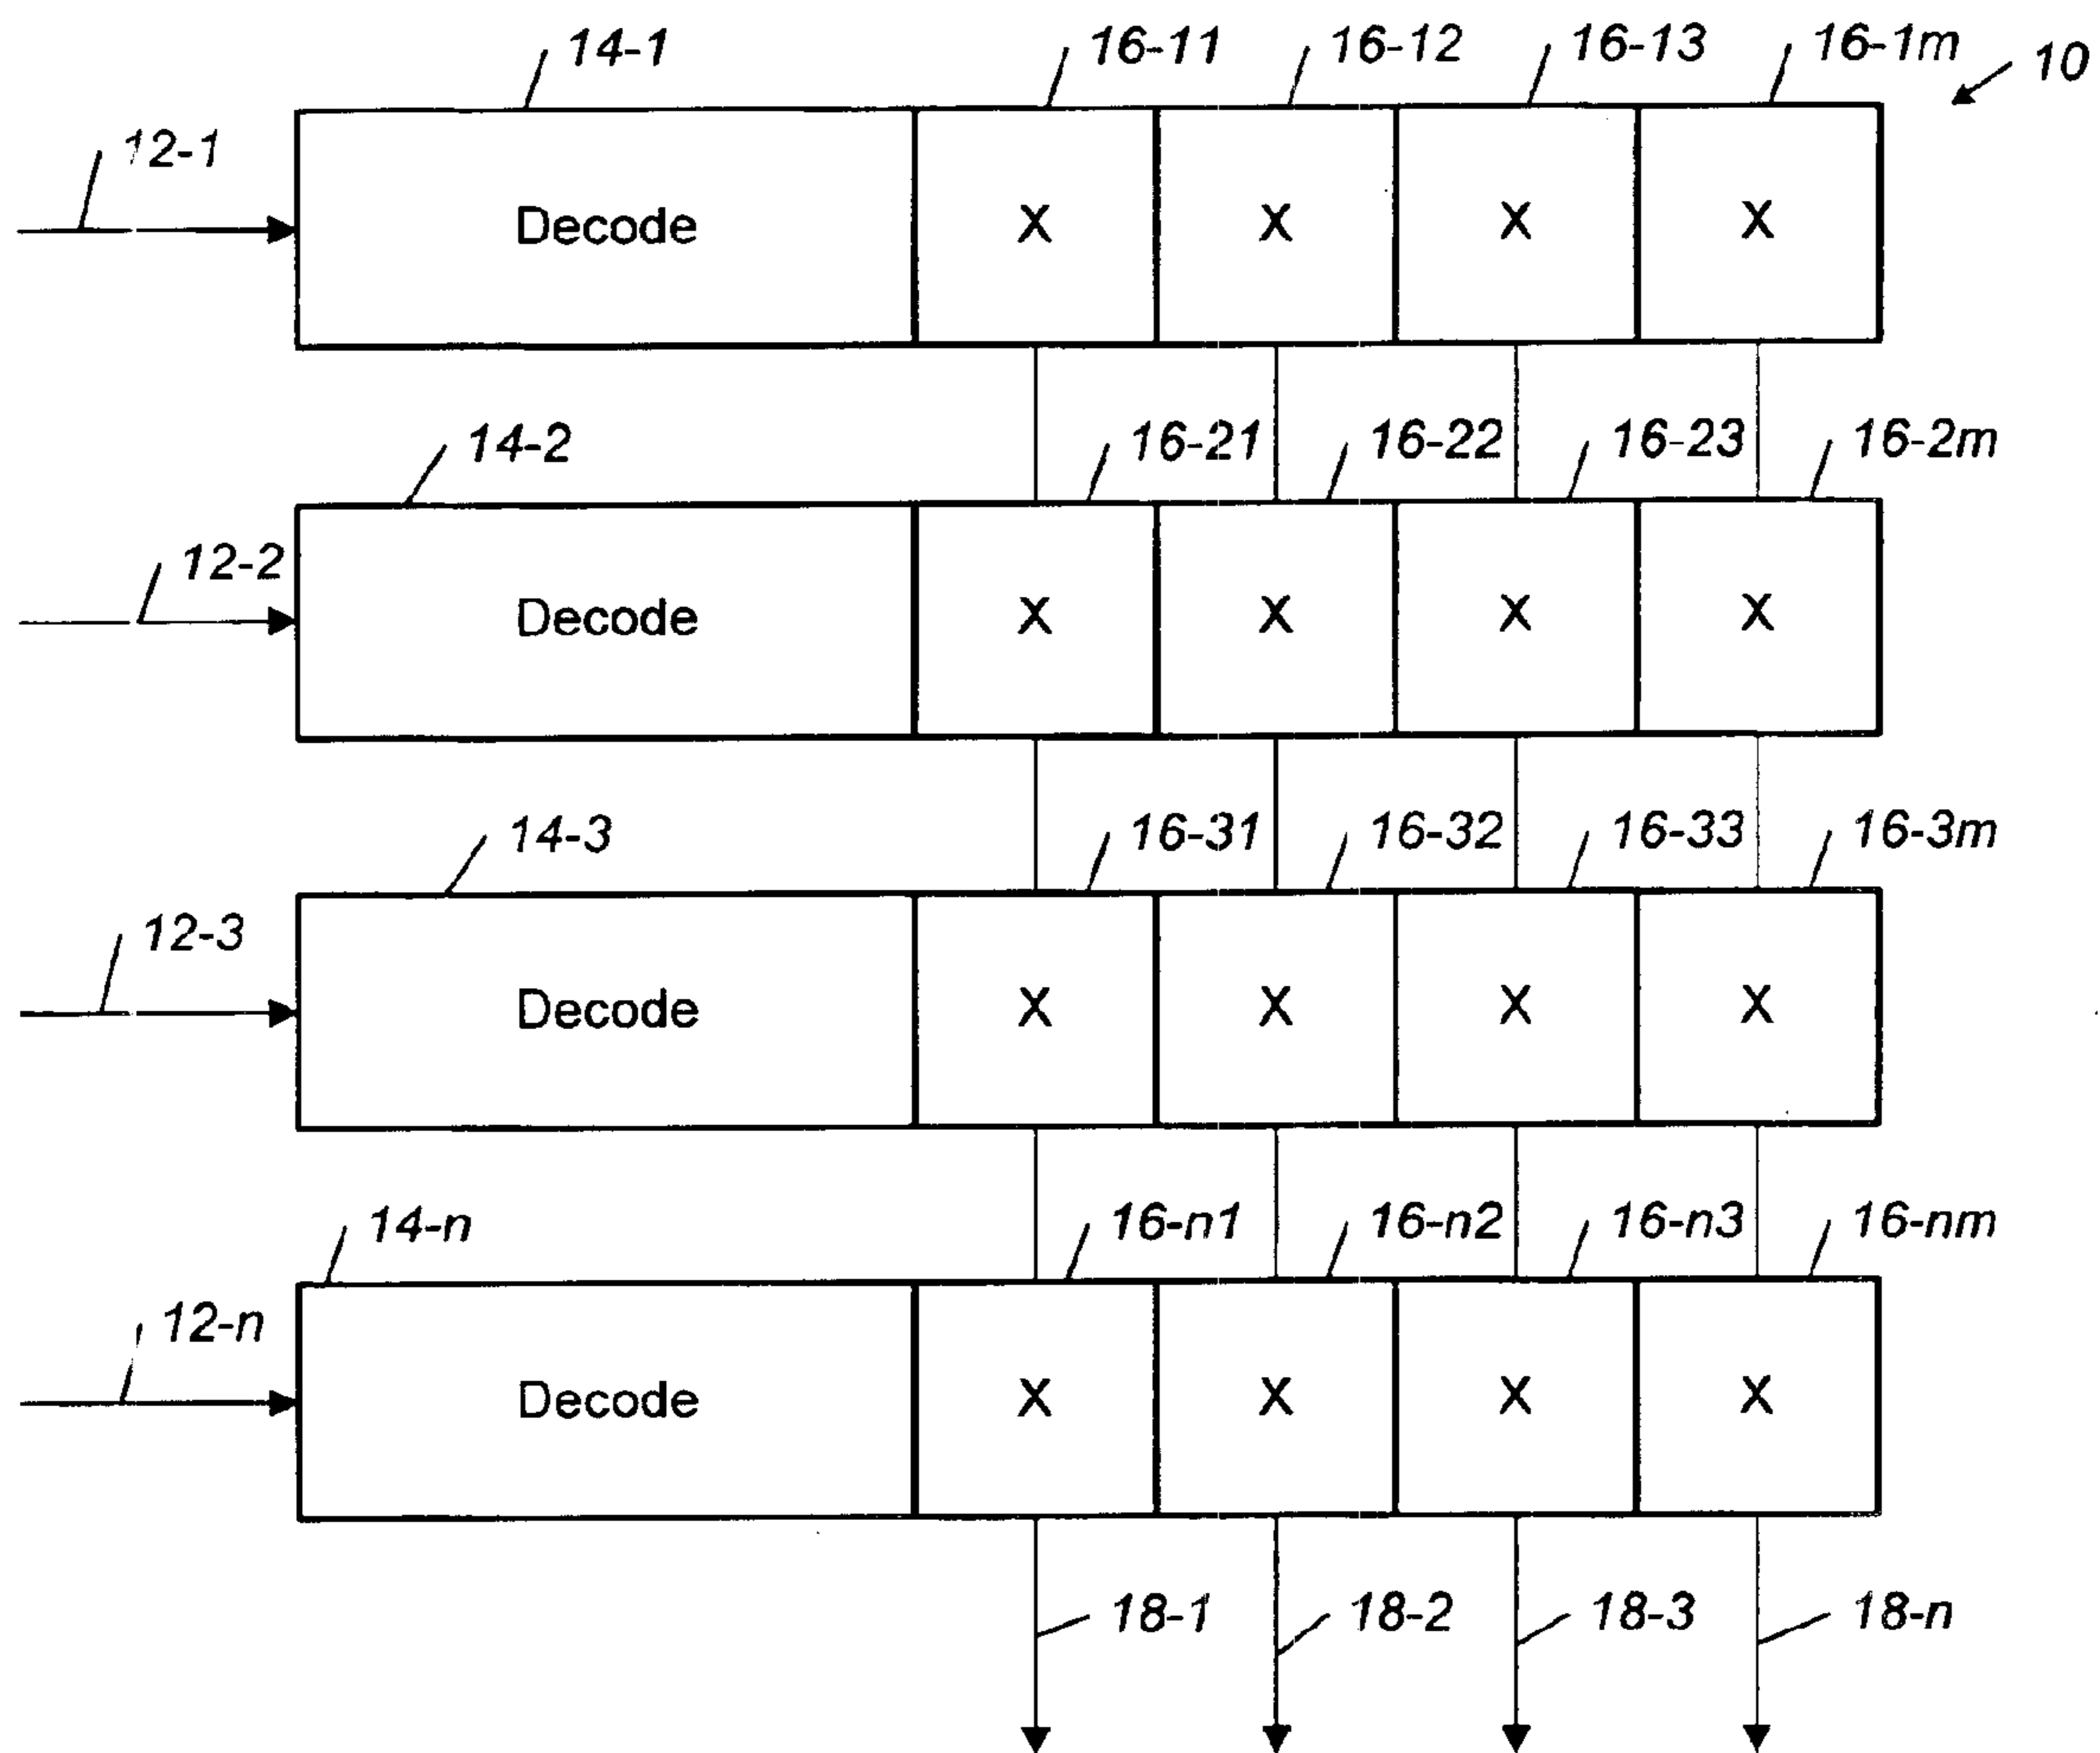 14-1 16-11 16-12 16-13 16-1m 10
12-1
Decode X X X X
14-2 16-21 16-22 16-23 16-2m
12-2
Decode X X X X
14-3 16-31 16-32 16-33 16-3m
12-3
Decode X X X X
14-n 16-n1 16-n2 16-n3 16-nm
12-n
Decode X X X X
18-1 18-2 18-3 18-n